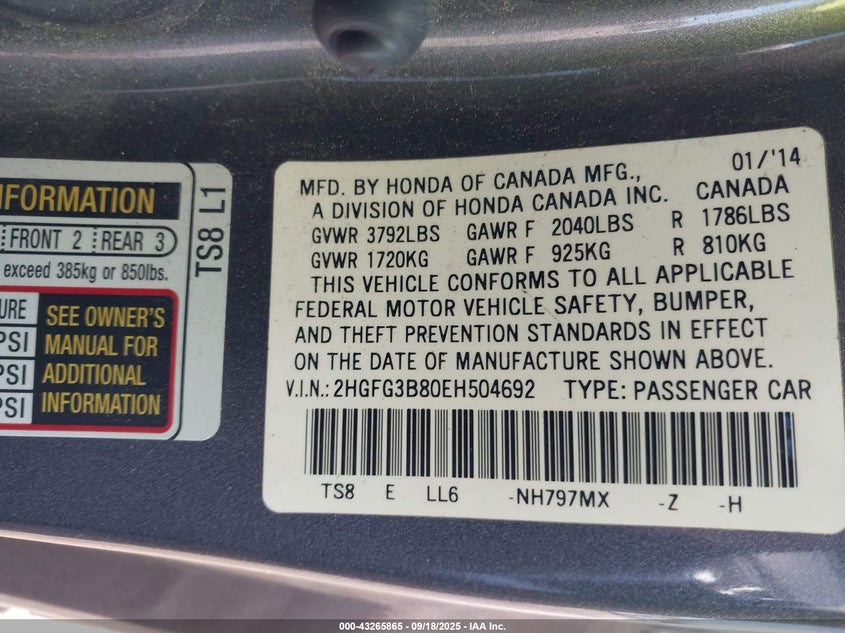 NFORMATION
FRONT 2 REAR 3
exceed 385kg or 850lbs.
URE
PSI
PSI
PSI
SEE OWNER'S
MANUAL FOR
ADDITIONAL
INFORMATION
TS8 L1
01/'14
MFD. BY HONDA OF CANADA MFG., CANADA
A DIVISION OF HONDA CANADA INC.
GVWR 3792LBS GAWR F 2040LBS R 1786LBS
GVWR 1720KG GAWR F 925KG R 810KG
THIS VEHICLE CONFORMS TO ALL APPLICABLE
FEDERAL MOTOR VEHICLE SAFETY, BUMPER,
AND THEFT PREVENTION STANDARDS IN EFFECT
ON THE DATE OF MANUFACTURE SHOWN ABOVE.
V.I.N.: 2HGFG3B80EH504692 TYPE: PASSENGER CAR
TS8 E LL6 -NH797MX -Z -H
000-43265865 - 09/18/2025 - IAA Inc.